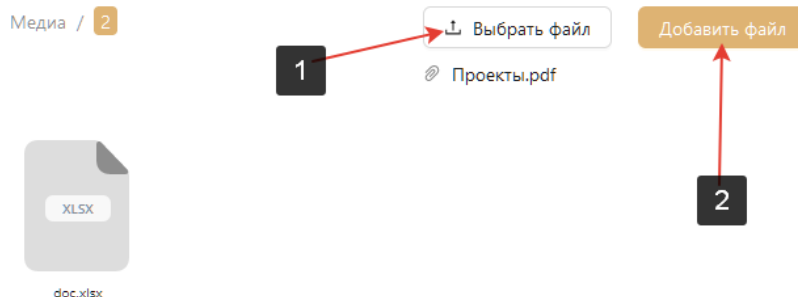 Медиа / 2
Выбрать файл
Добавить файл
1
Проекты.pdf
2
XLSX
doc.xlsx